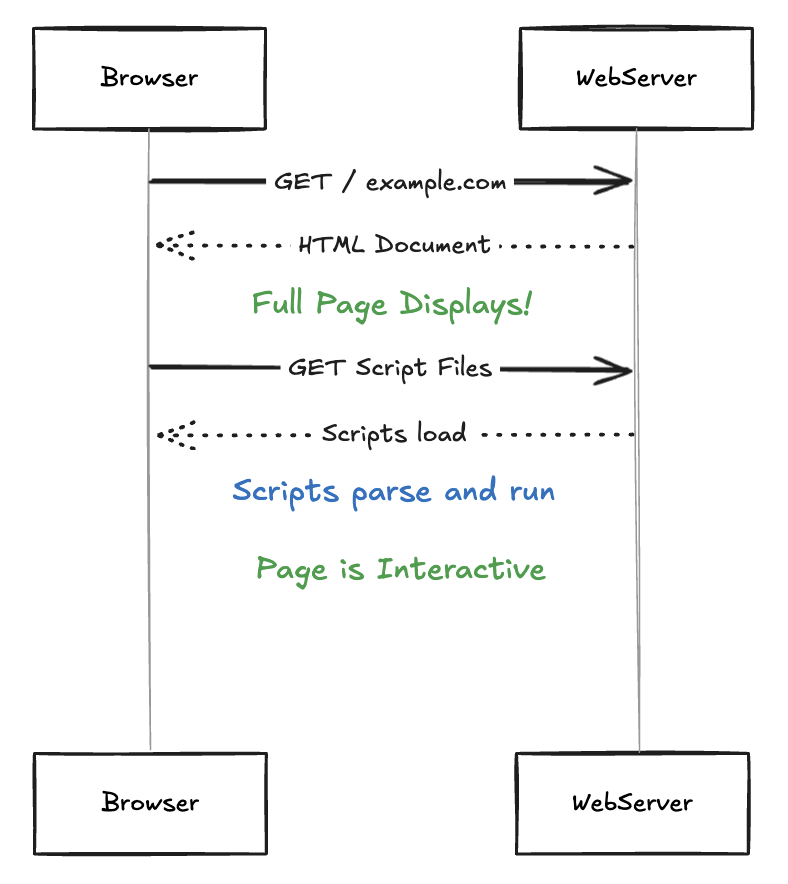 Browser
WebServer
GET / example.com
HTML Document
Full Page Displays!
GET Script Files
Scripts load
Scripts parse and run
Page is Interactive
Browser
WebServer